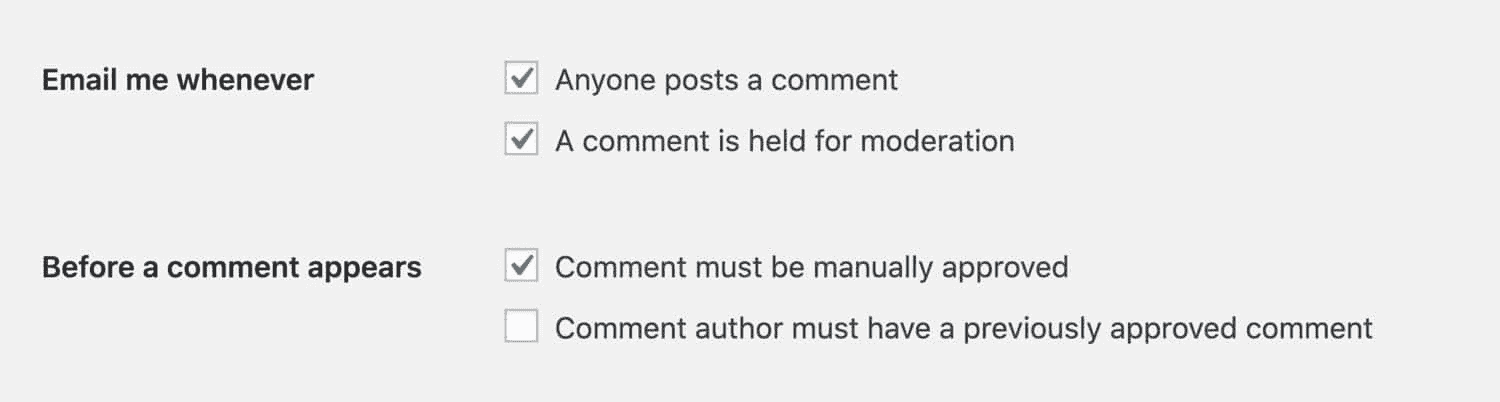 Email me whenever
Anyone posts a comment
A comment is held for moderation
Before a comment appears
Comment must be manually approved
Comment author must have a previously approved comment